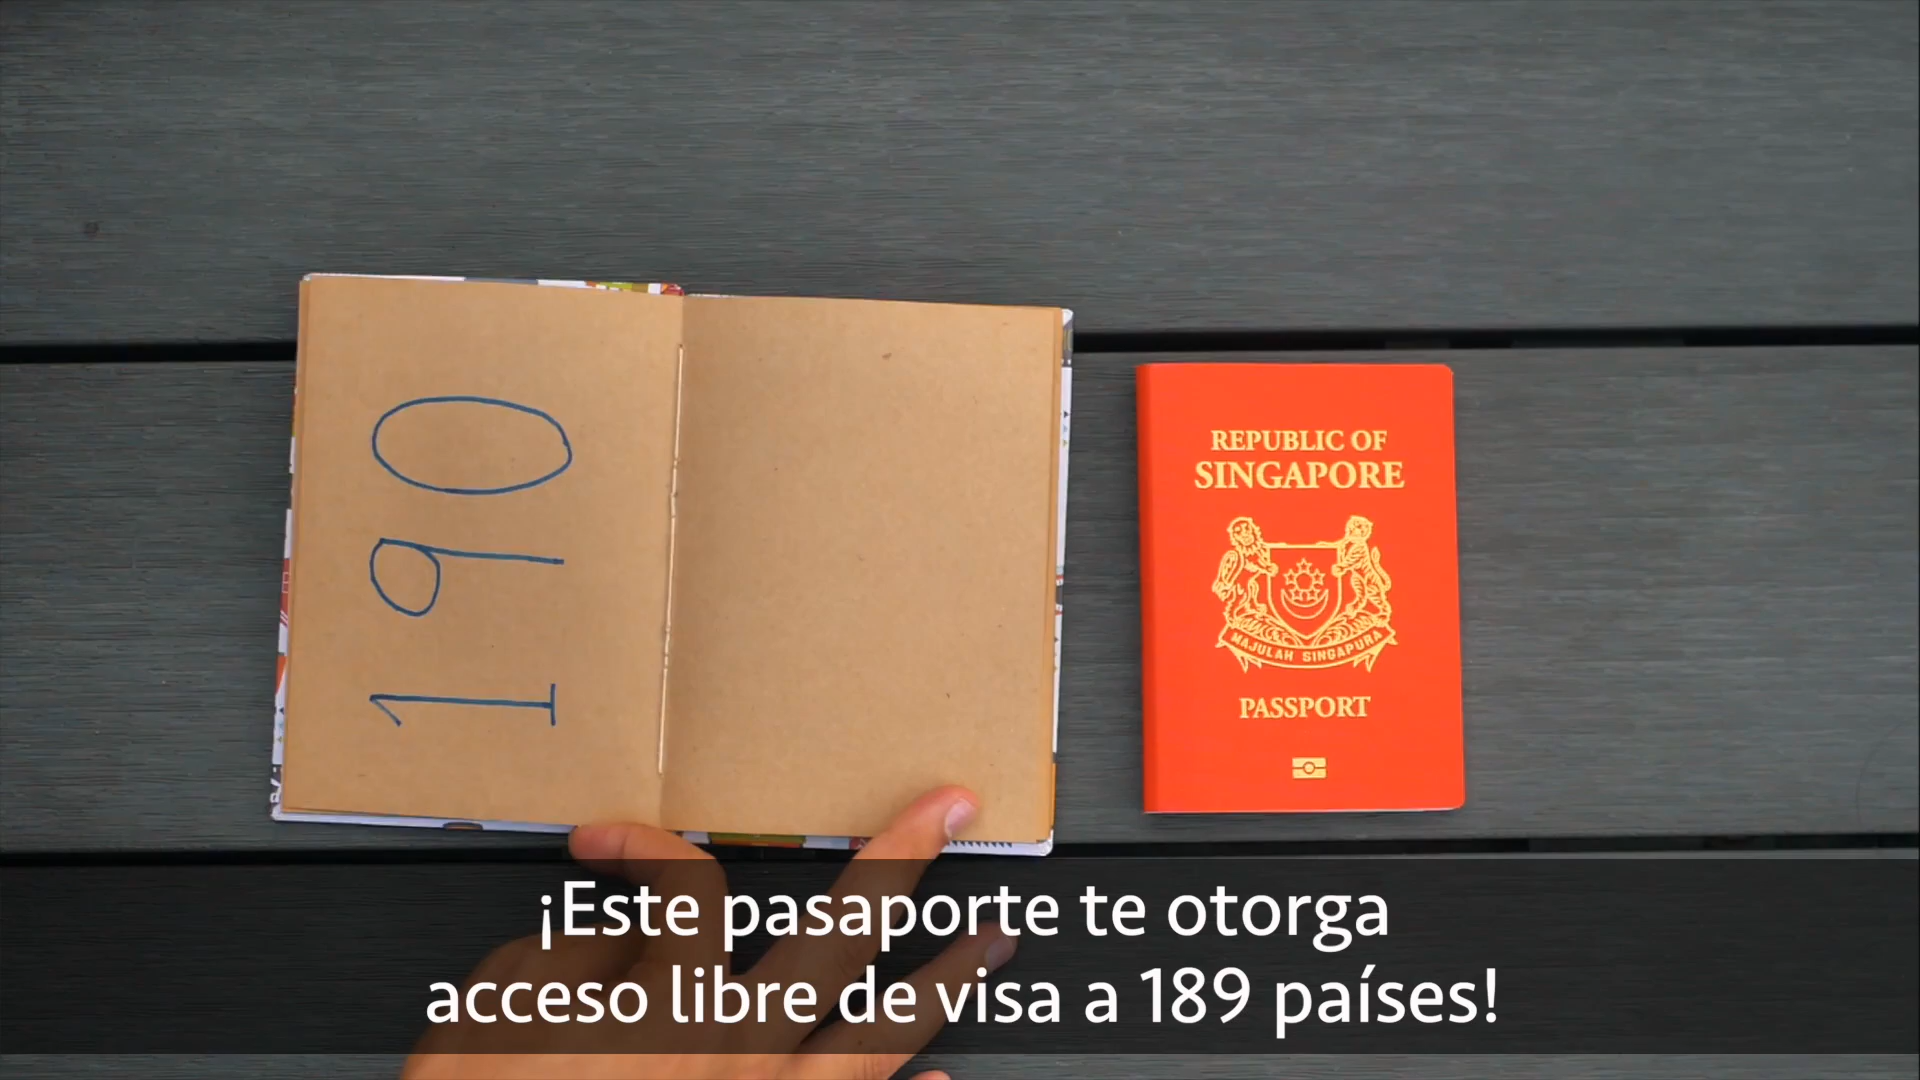 190
REPUBLIC OF
SINGAPORE
MAJULAH SINGAPURA
PASSPORT
¡Este pasaporte te otorga
acceso libre de visa a 189 países!